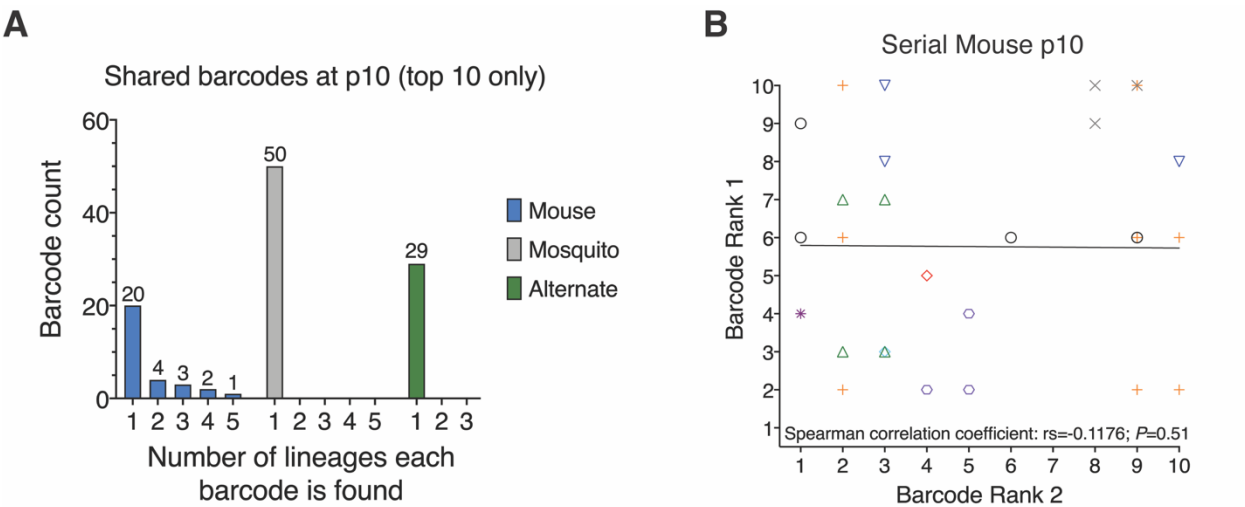 A
Shared barcodes at p10 (top 10 only)
Barcode count
60
40
20
0
20
4
3
2
1
50
29
1 2 3 4 5 1 2 3 4 5 1 2 3
Number of lineages each
barcode is found
Mouse
Mosquito
Alternate
B
Serial Mouse p10
Barcode Rank 1
10
9
8
7
6
5
4
3
2
1
Spearman correlation coefficient: rs=-0.1176; P=0.51
1 2 3 4 5 6 7 8 9 10
Barcode Rank 2